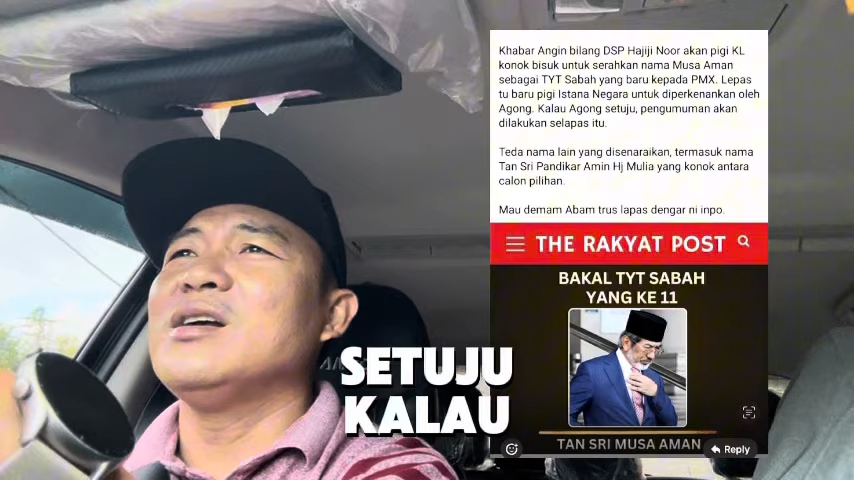 Khabar Angin bilang DSP Hajiji Noor akan pigi KL
konok bisuk untuk serahkan nama Musa Aman
sebagai TYT Sabah yang baru kepada PMX. Lepas
tu baru pigi Istana Negara untuk diperkenankan oleh
Agong. Kalau Agong setuju, pengumuman akan
dilakukan selapas itu.
Teda nama lain yang disenaraikan, termasuk nama
Tan Sri Pandikar Amin Hj Mulia yang konok antara
calon pilihan.
Mau demam Abam trus lapas dengar ni inpo.
THE RAKYAT POST
BAKAL TYT SABAH
YANG KE 11
TAN SRI MUSA AMAN
Reply
SETUJU
KALAU